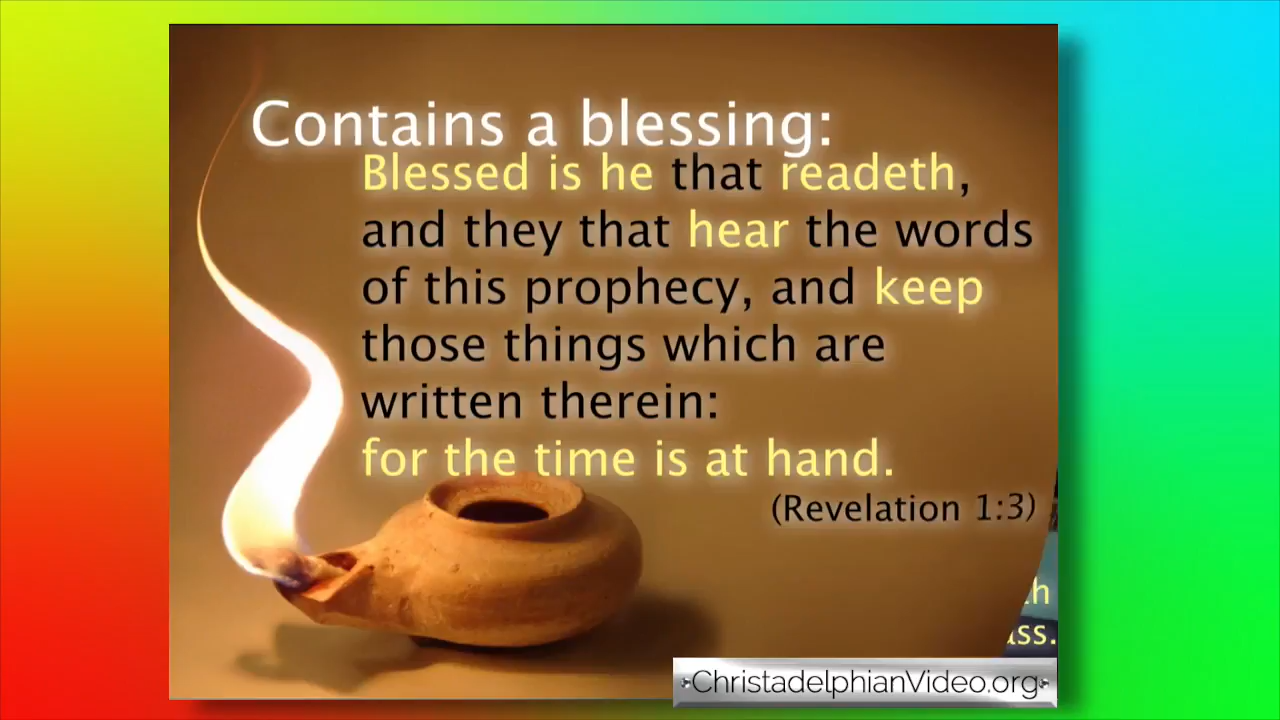 Contains a blessing:
Blessed is he that readeth,
and they that hear the words
of this prophecy, and keep
those things which are
written therein:
for the time is at hand.
(Revelation 1:3)
ss.
ChristadelphianVideo.org